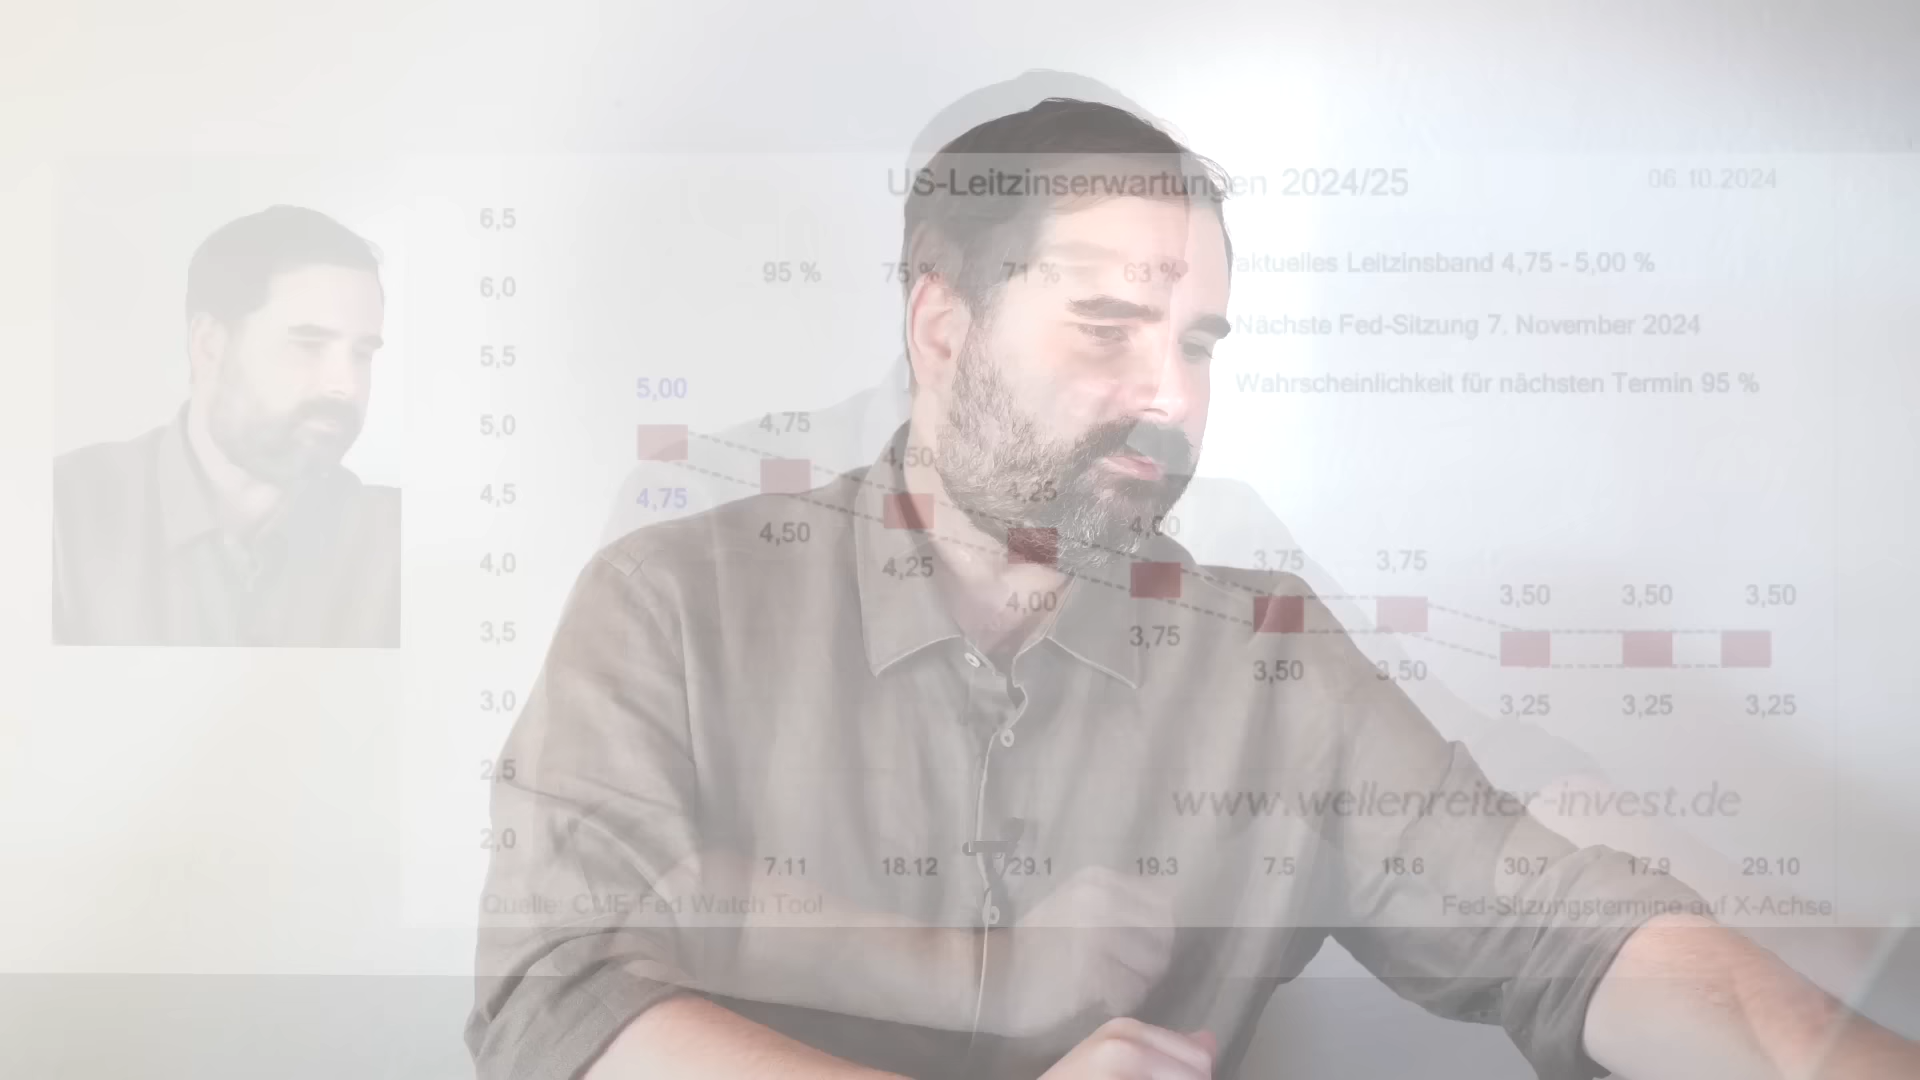 US-Leitzinserwartungen 2024/25
06.10.2024
6,5
6,0
5,5
5,0
4,5
4,0
3,5
3,0
2,5
2,0
95 % 75 % 71 % 63 %
aktuelles Leitzinsband 4,75 - 5,00 %
Nächste Fed-Sitzung 7. November 2024
Wahrscheinlichkeit für nächsten Termin 95 %
5,00 4,75 4,50 4,25 4,00 3,75 3,75 3,50 3,50 3,50
4,75 4,50 4,25 4,00 3,75 3,50 3,50 3,25 3,25 3,25
www.wellenreiter-invest.de
7.11 18.12 29.1 19.3 7.5 18.6 30.7 17.9 29.10
Quelle: CME Fed Watch Tool
Fed-Sitzungstermine auf X-Achse